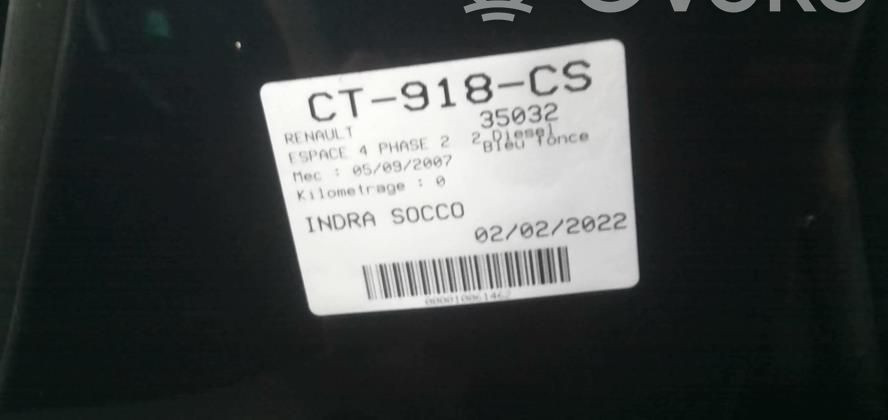 CT-918-CS
35032
RENAULT
ESPACE 4 PHASE 2 2 Diesel
Bleu fonce
Mec : 05/09/2007
Kilometrage : 0
INDRA SOCCO
02/02/2022